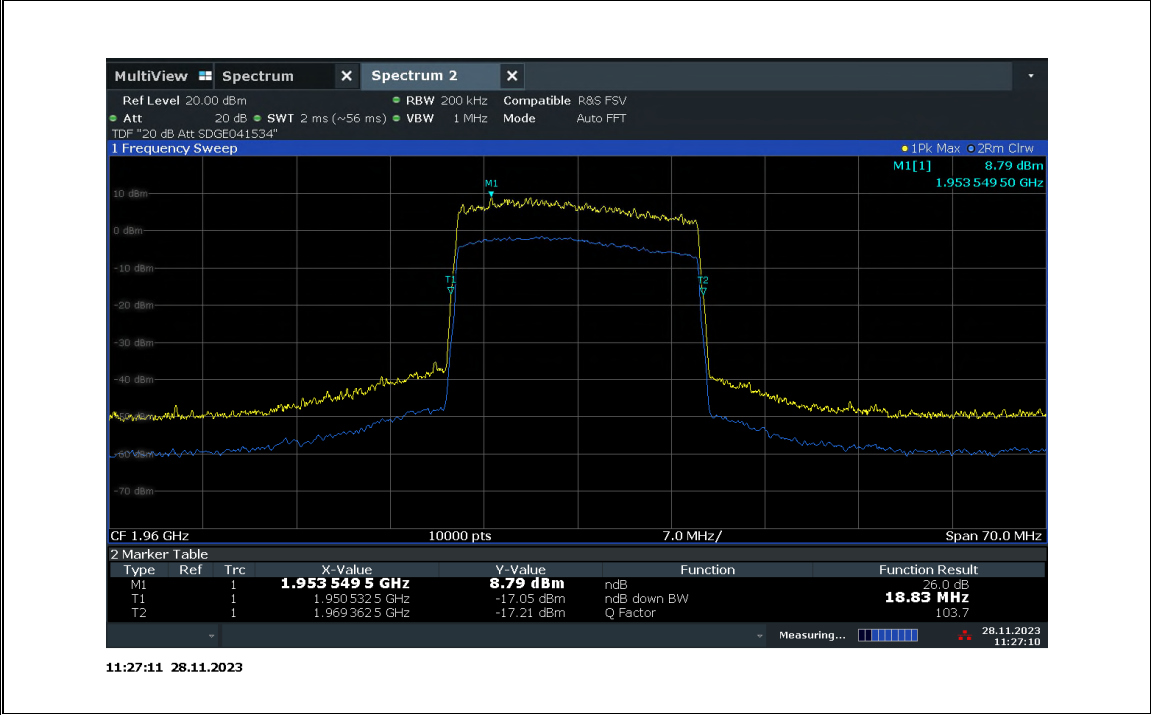 MultiView Spectrum X Spectrum 2 X
Ref Level 20.00 dBm RBW 200 kHz Compatible R&S FSV
Att 20 dB SWT 2 ms (~56 ms) VBW 1 MHz Mode Auto FFT
TDF "20 dB Att SDGE041534"
1 Frequency Sweep 1Pk Max 2Rm Clrw
M1[1] 8.79 dBm
1.953 549 50 GHz
M1
10 dBm
0 dBm
-10 dBm
T1 T2
-20 dBm
-30 dBm
-40 dBm
-50 dBm
-60 dBm
-70 dBm
CF 1.96 GHz 10000 pts 7.0 MHz/ Span 70.0 MHz
2 Marker Table
Type Ref Trc X-Value Y-Value Function Function Result
M1 1 1.953 549 5 GHz 8.79 dBm ndB 26.0 dB
T1 1 1.950 532 5 GHz -17.05 dBm ndB down BW 18.83 MHz
T2 1 1.969 362 5 GHz -17.21 dBm Q Factor 103.7
Measuring... 28.11.2023
11:27:10
11:27:11 28.11.2023